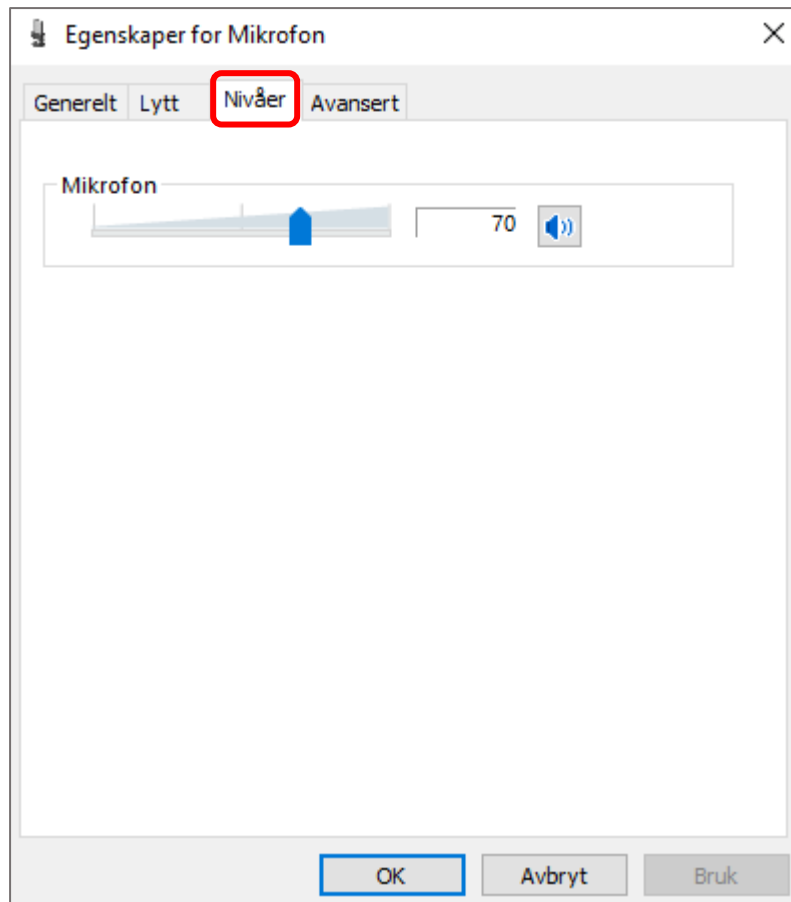 Egenskaper for Mikrofon
Generelt Lytt Nivåer Avansert
Mikrofon
70
OK Avbryt Bruk